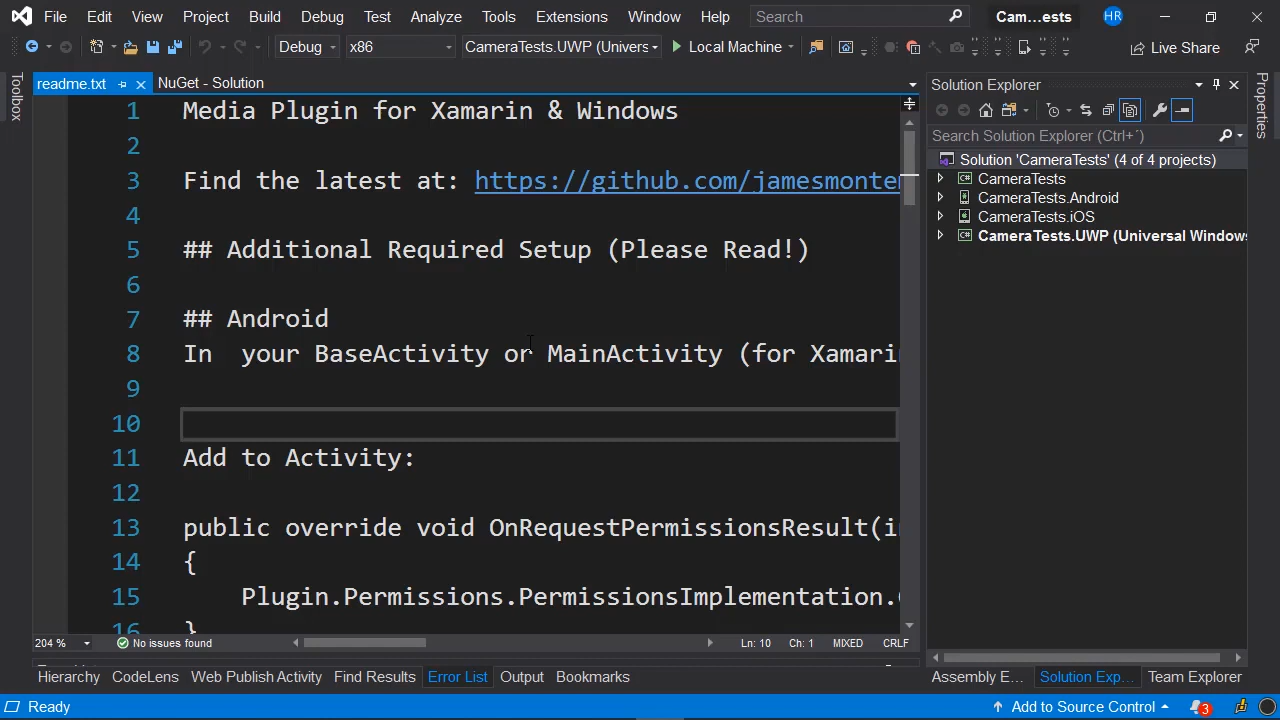 File Edit View Project Build Debug Test Analyze Tools Extensions Window Help Search Cam...ests HR
Debug x86 CameraTests.UWP (Univers Local Machine Live Share
Toolbox
readme.txt NuGet - Solution
1 Media Plugin for Xamarin & Windows
2
3 Find the latest at: https://github.com/jamesmonten
4
5 ## Additional Required Setup (Please Read!)
6
7 ## Android
8 In your BaseActivity or MainActivity (for Xamarin
9
10
11 Add to Activity:
12
13 public override void OnRequestPermissionsResult(in
14 {
15 Plugin.Permissions.PermissionsImplementation.
16 }
204 % No issues found Ln: 10 Ch: 1 MIXED CRLF
Solution Explorer
Search Solution Explorer (Ctrl+´)
Solution 'CameraTests' (4 of 4 projects)
CameraTests
CameraTests.Android
CameraTests.iOS
CameraTests.UWP (Universal Windows
Properties
Hierarchy CodeLens Web Publish Activity Find Results Error List Output Bookmarks
Assembly E... Solution Exp... Team Explorer
Ready Add to Source Control 3